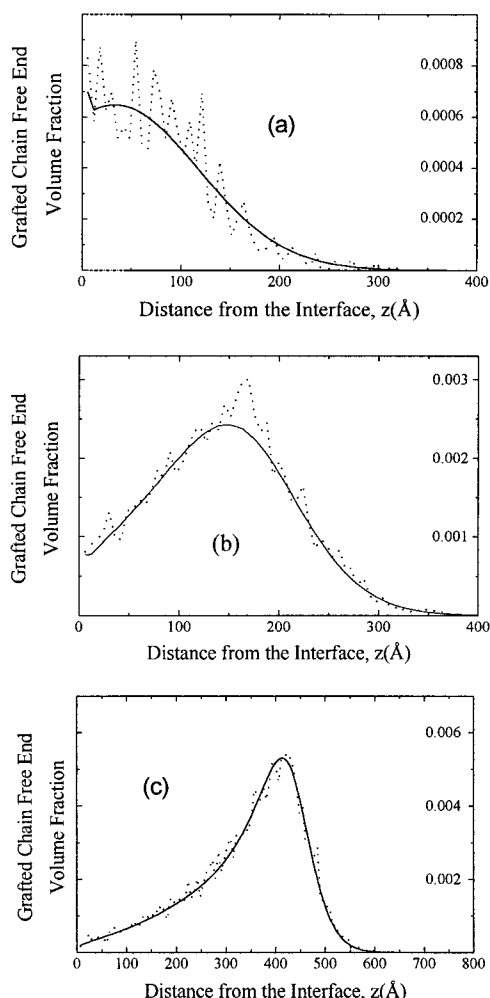 Grafted Chain Free End
Volume Fraction
(a)
0.0008
0.0006
0.0004
0.0002
0 100 200 300 400
Distance from the Interface, z(Å)
Grafted Chain Free End
Volume Fraction
(b)
0.003
0.002
0.001
0 100 200 300 400
Distance from the Interface, z(Å)
Grafted Chain Free End
Volume Fraction
(c)
0.006
0.004
0.002
0 100 200 300 400 500 600 700 800
Distance from the Interface, z(Å)